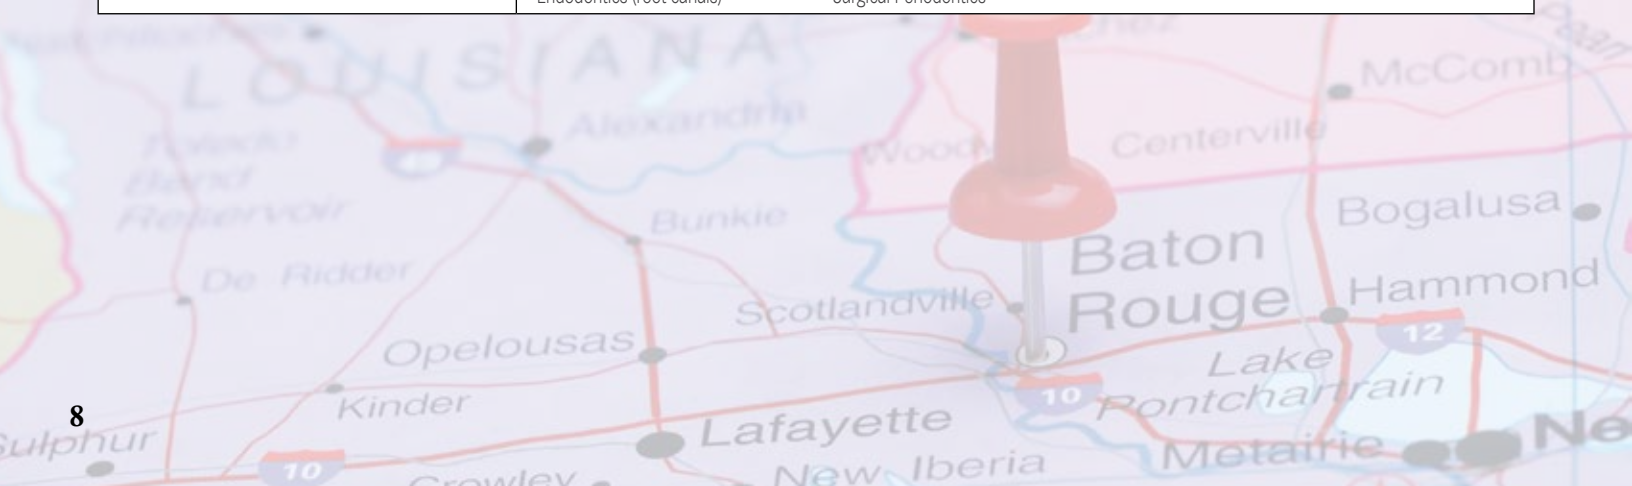 Endodontics (root canals) Surgical Periodontics
LOUISIANA
McComb
Alexandria
Centerville
Toledo
Bend
Reservoir
Bunkie
Bogalusa
De Ridder
Baton
Rouge
Scotlandville
Hammond
Opelousas
12
Lake
Pontchartrain
10
Kinder
8
Lafayette
Sulphur
Metairie
10
New Iberia
Crowley